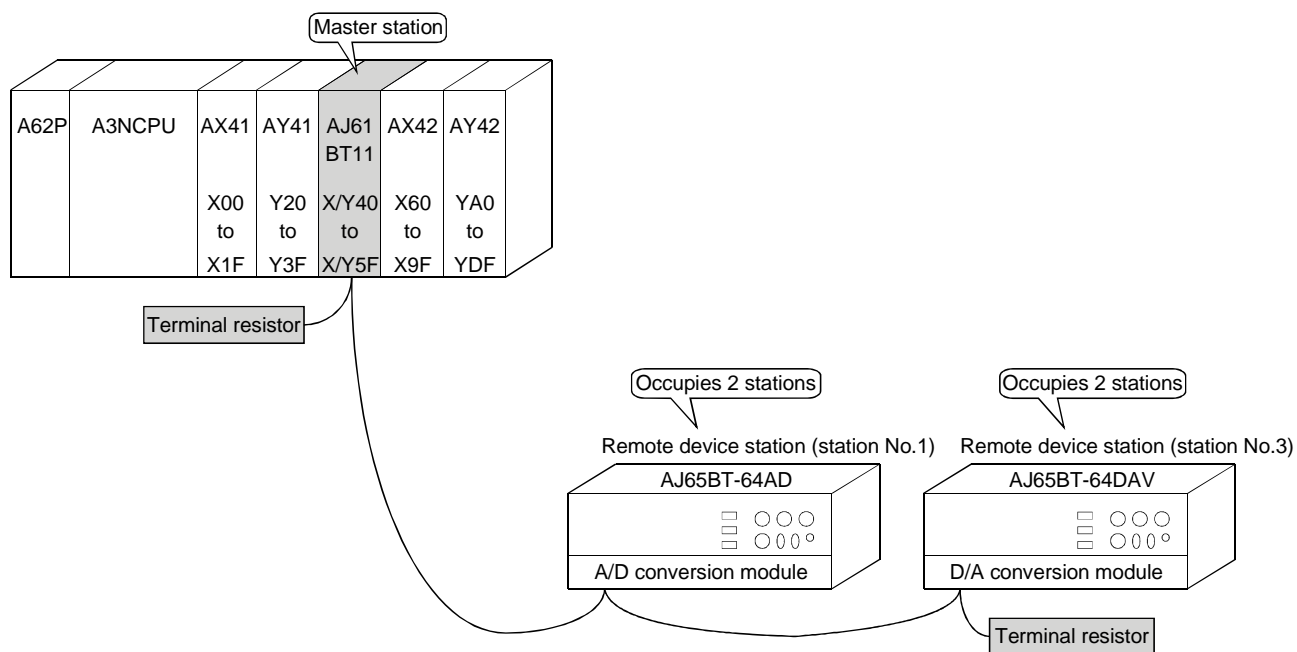 Master station
A62P A3NCPU AX41 AY41 AJ61 AX42 AY42
BT11
X00 Y20 X/Y40 X60 YA0
to to to to to
X1F Y3F X/Y5F X9F YDF
Terminal resistor
Occupies 2 stations Occupies 2 stations
Remote device station (station No.1) Remote device station (station No.3)
AJ65BT-64AD AJ65BT-64DAV
A/D conversion module D/A conversion module
Terminal resistor